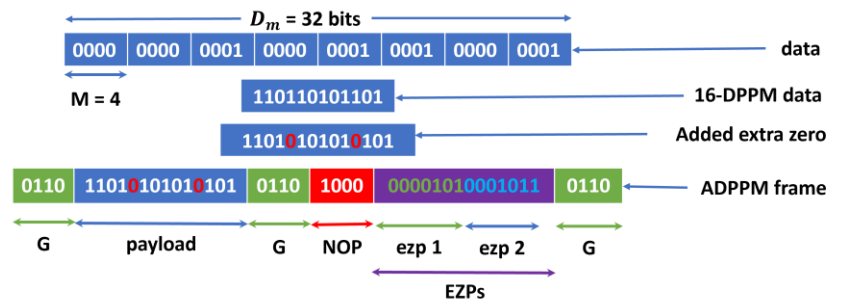 D_m = 32 bits
0000 0000 0001 0000 0001 0001 0000 0001 data
M = 4
110110101101 16-DPPM data
11010101010101 Added extra zero
0110 11010101010101 0110 1000 00001010001011 0110 ADPPM frame
G payload G NOP ezp 1 ezp 2 G
EZPs